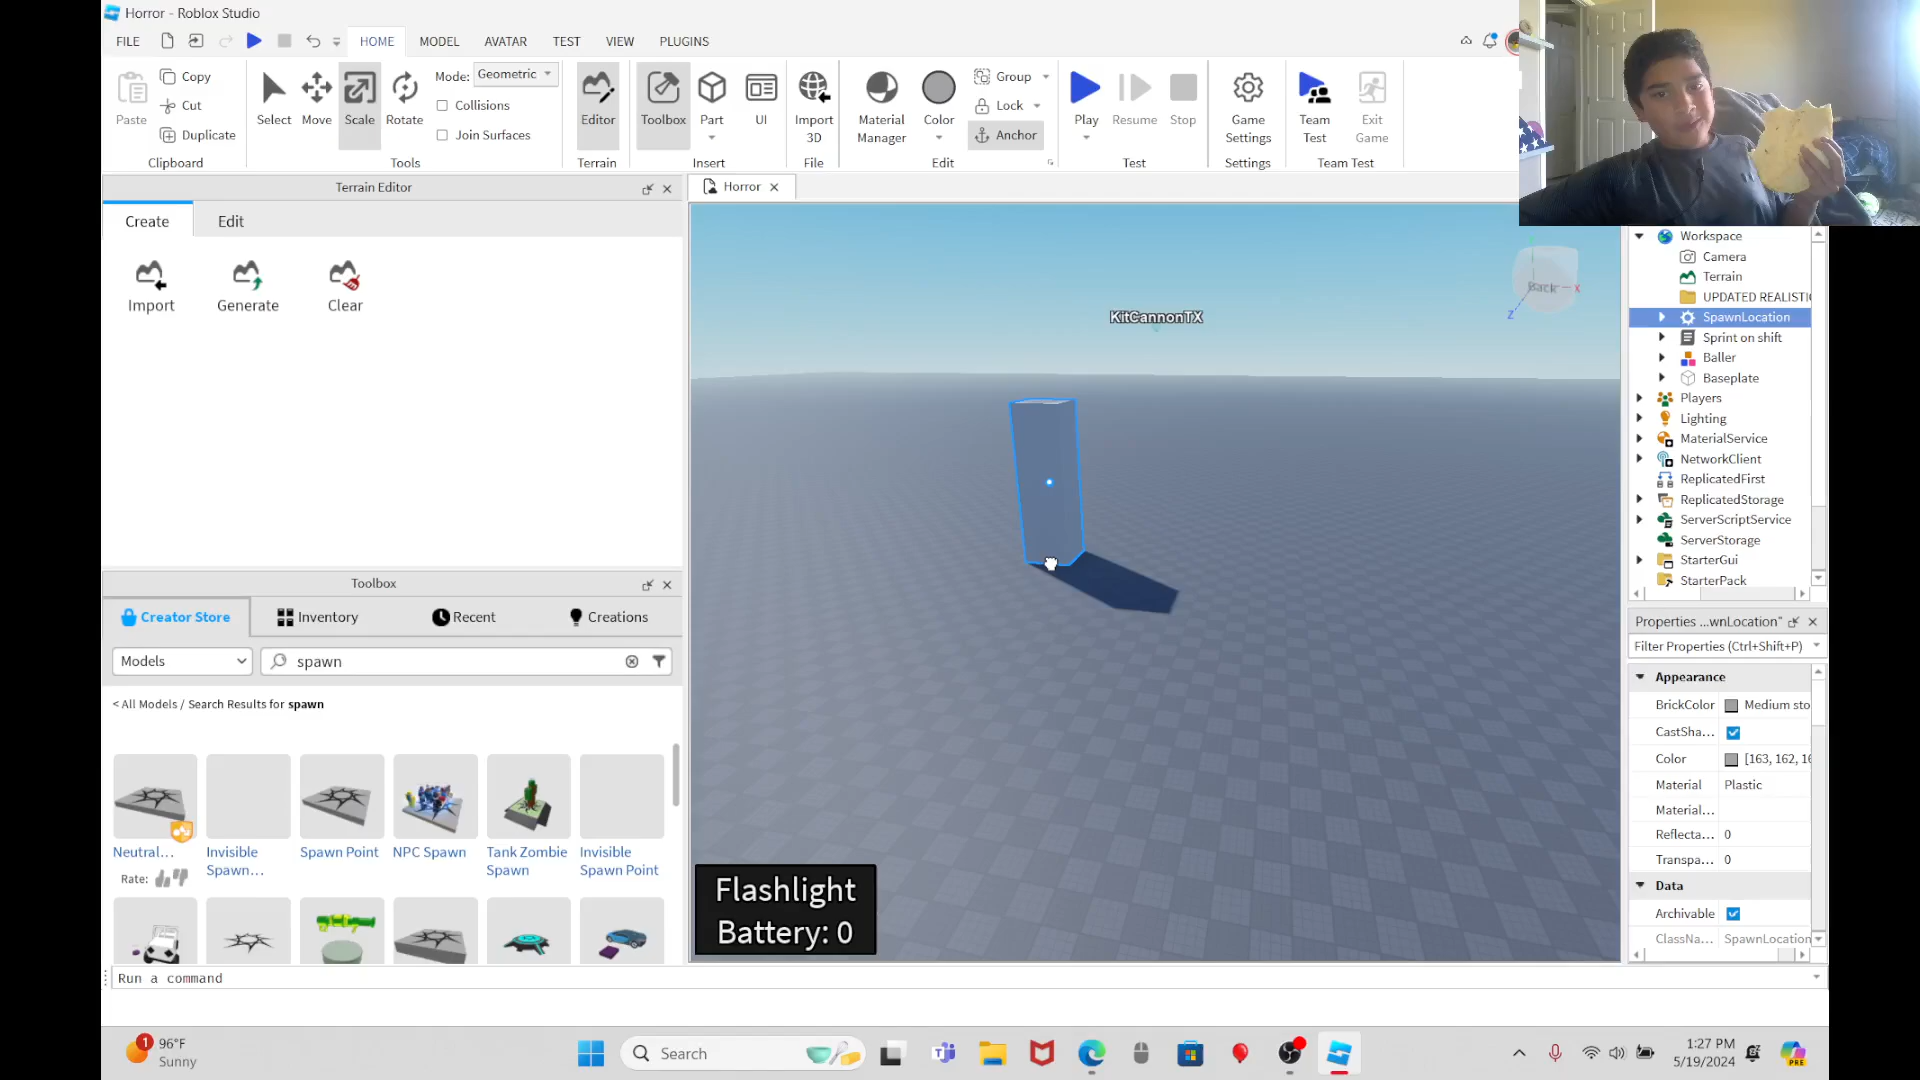 Horror - Roblox Studio
FILE
HOME
MODEL
AVATAR
TEST
VIEW
PLUGINS
Paste
Copy
Cut
Duplicate
Clipboard
Select
Move
Scale
Rotate
Mode:
Geometric
Collisions
Join Surfaces
Tools
Editor
Terrain
Toolbox
Part
UI
Insert
Import
3D
File
Material
Manager
Color
Group
Lock
Anchor
Edit
Play
Resume
Stop
Test
Game
Settings
Settings
Team
Test
Exit
Game
Team Test
Terrain Editor
Create
Edit
Import
Generate
Clear
Horror
KitCannonTX
Back
X
Z
Workspace
Camera
Terrain
UPDATED REALISTI
SpawnLocation
Sprint on shift
Baller
Baseplate
Players
Lighting
MaterialService
NetworkClient
ReplicatedFirst
ReplicatedStorage
ServerScriptService
ServerStorage
StarterGui
StarterPack
Toolbox
Creator Store
Inventory
Recent
Creations
Models
spawn
< All Models / Search Results for spawn
Neutral...
Rate:
Invisible
Spawn...
Spawn Point
NPC Spawn
Tank Zombie
Spawn
Invisible
Spawn Point
Flashlight
Battery: 0
Properties ...wnLocation"
Filter Properties (Ctrl+Shift+P)
Appearance
BrickColor
Medium sto
CastSha...
Color
[163, 162, 16
Material
Plastic
Material...
Reflecta...
0
Transpa...
0
Data
Archivable
ClassNa...
SpawnLocation
Run a command
1
96°F
Sunny
Search
1:27 PM
5/19/2024
PRE